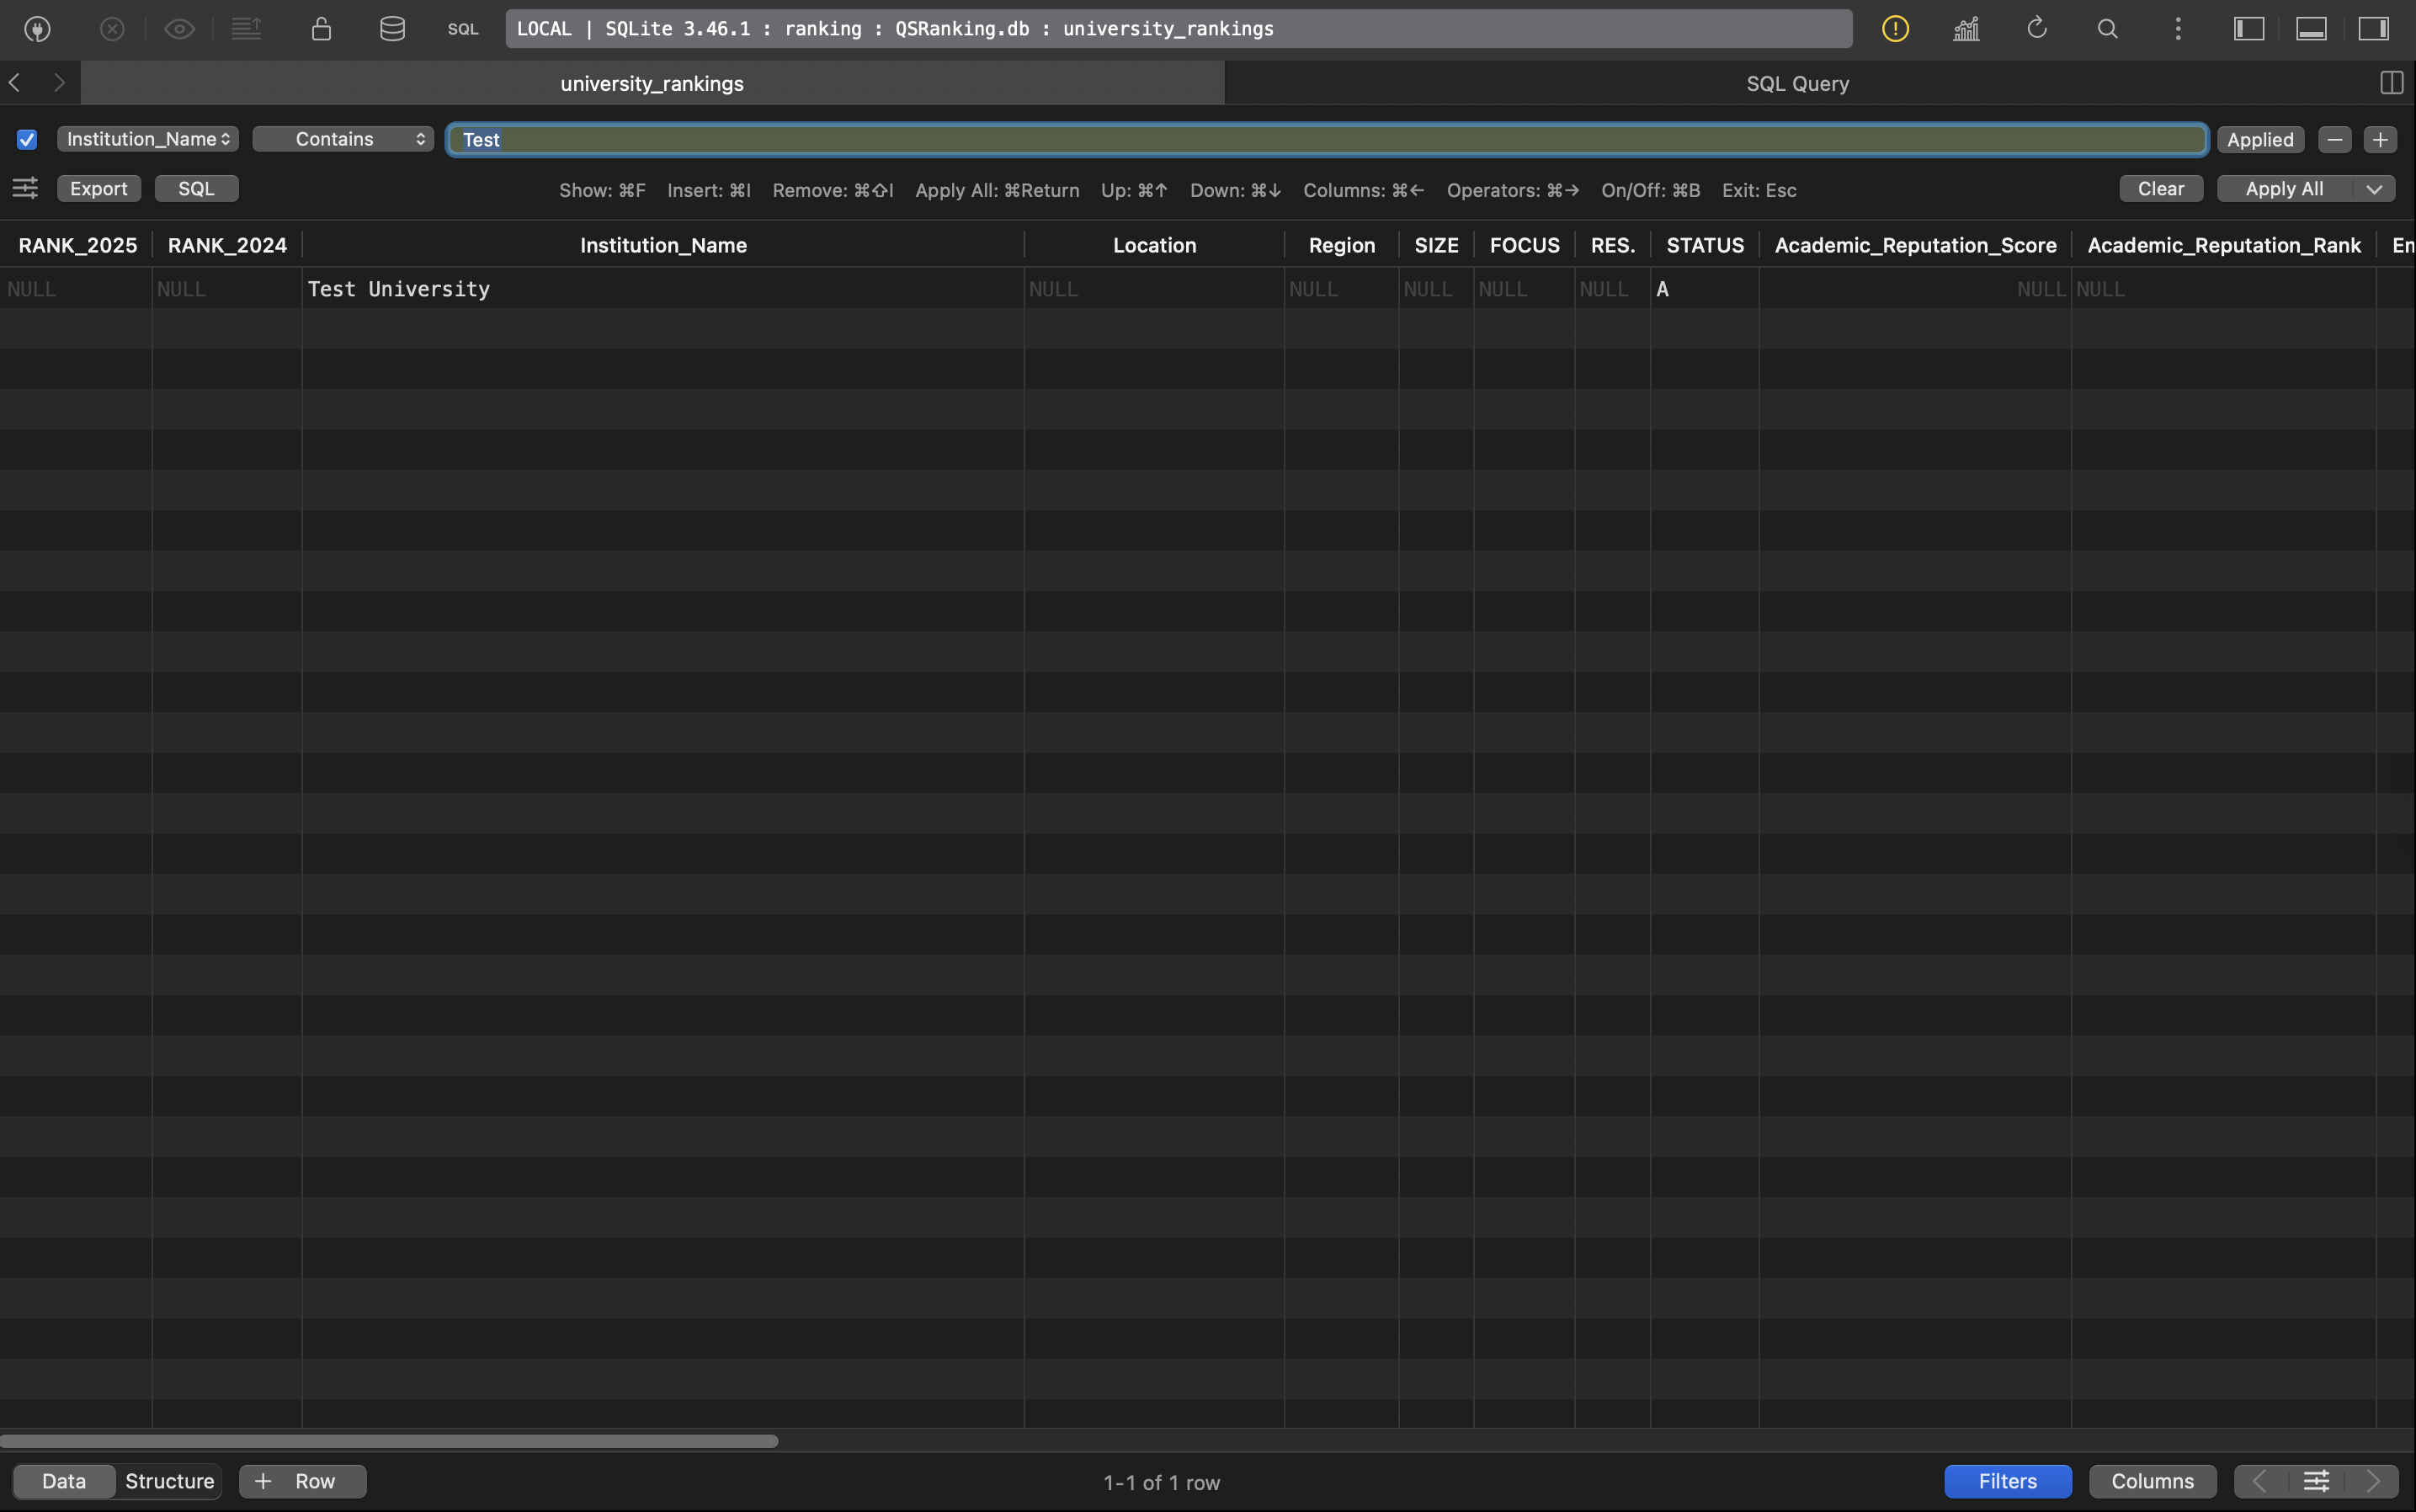 SQL LOCAL | SQLite 3.46.1 : ranking : QSRanking.db : university_rankings
university_rankings SQL Query
Institution_Name Contains Test Applied
Export SQL Show: ⌘F Insert: ⌘I Remove: ⌘⇧I Apply All: ⌘Return Up: ⌘↑ Down: ⌘↓ Columns: ⌘← Operators: ⌘→ On/Off: ⌘B Exit: Esc Clear Apply All
RANK_2025 RANK_2024 Institution_Name Location Region SIZE FOCUS RES. STATUS Academic_Reputation_Score Academic_Reputation_Rank En
NULL NULL Test University NULL NULL NULL NULL NULL A NULL NULL
Data Structure + Row 1-1 of 1 row Filters Columns